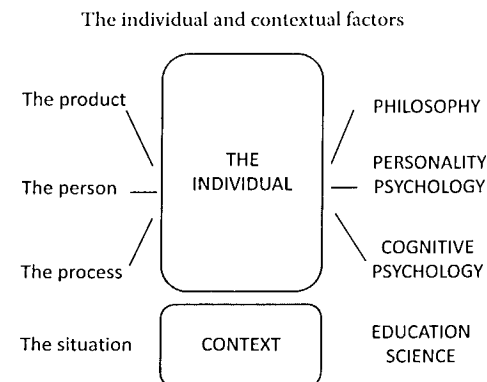 The individual and contextual factors
The product
PHILOSOPHY
THE
INDIVIDUAL
The person
PERSONALITY
PSYCHOLOGY
The process
COGNITIVE
PSYCHOLOGY
The situation
CONTEXT
EDUCATION
SCIENCE